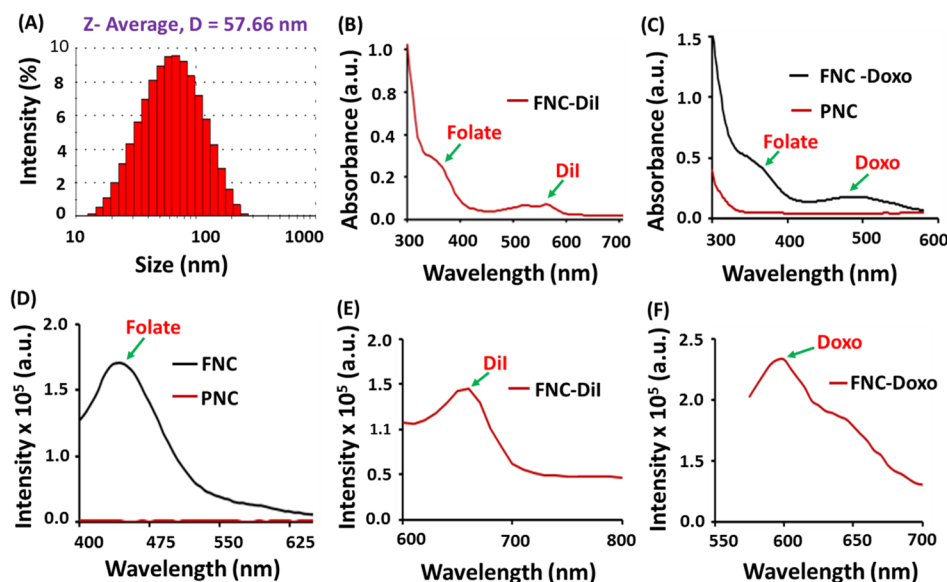 (A)
Z- Average, D = 57.66 nm
Intensity (%)
10
8
6
4
2
0
10
100
1000
Size (nm)
(B)
Absorbance (a.u.)
1.0
0.8
0.4
0.2
0.0
FNC-DiI
Folate
DiI
300
400
500
600
700
Wavelength (nm)
(C)
Absorbance (a.u.)
1.5
1.0
0.5
0.0
FNC -Doxo
PNC
Folate
Doxo
300
400
500
600
Wavelength (nm)
(D)
Intensity x 10⁵ (a.u.)
2.0
1.5
1.0
0.0
Folate
FNC
PNC
400
475
550
625
Wavelength (nm)
(E)
Intensity x 10⁵ (a.u.)
2.0
1.5
1.1
0.5
0.0
DiI
FNC-DiI
600
700
800
Wavelength (nm)
(F)
Intensity x 10⁵ (a.u.)
2.0
2.0
2.5
0.0
Doxo
FNC-Doxo
550
600
650
700
Wavelength (nm)